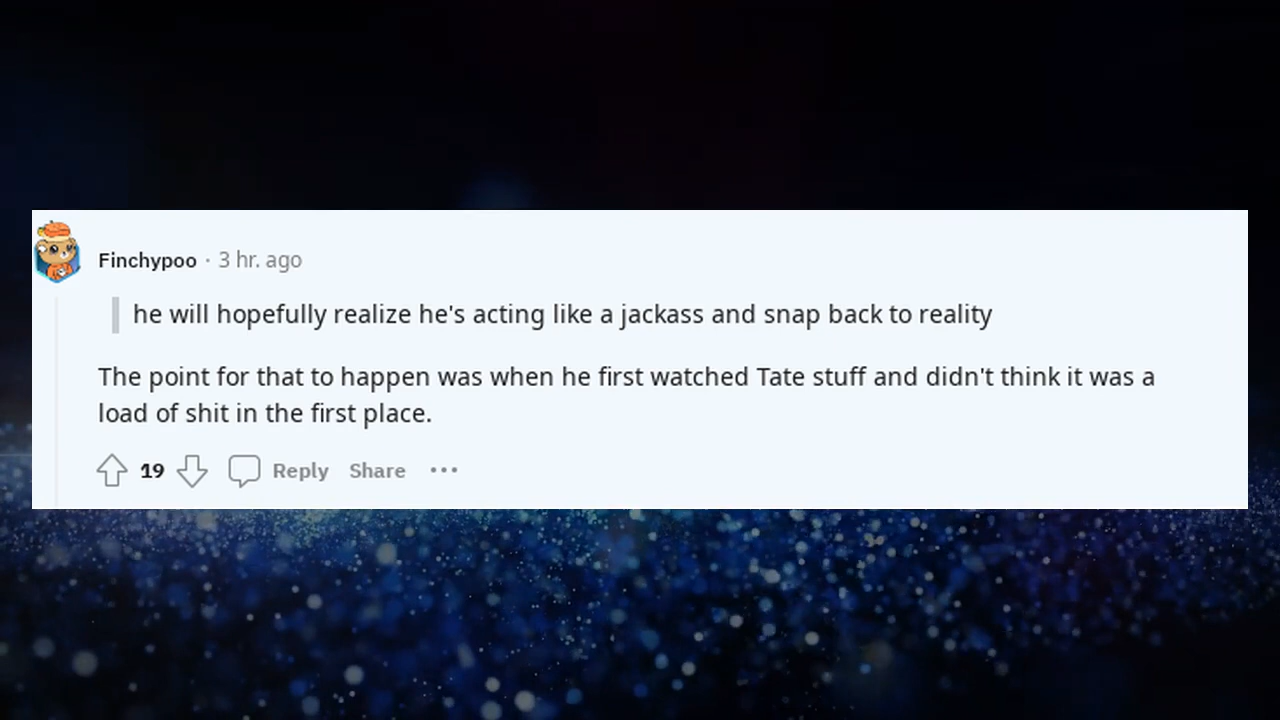 Finchypoo · 3 hr. ago
he will hopefully realize he's acting like a jackass and snap back to reality
The point for that to happen was when he first watched Tate stuff and didn't think it was a
load of shit in the first place.
19 Reply Share ···